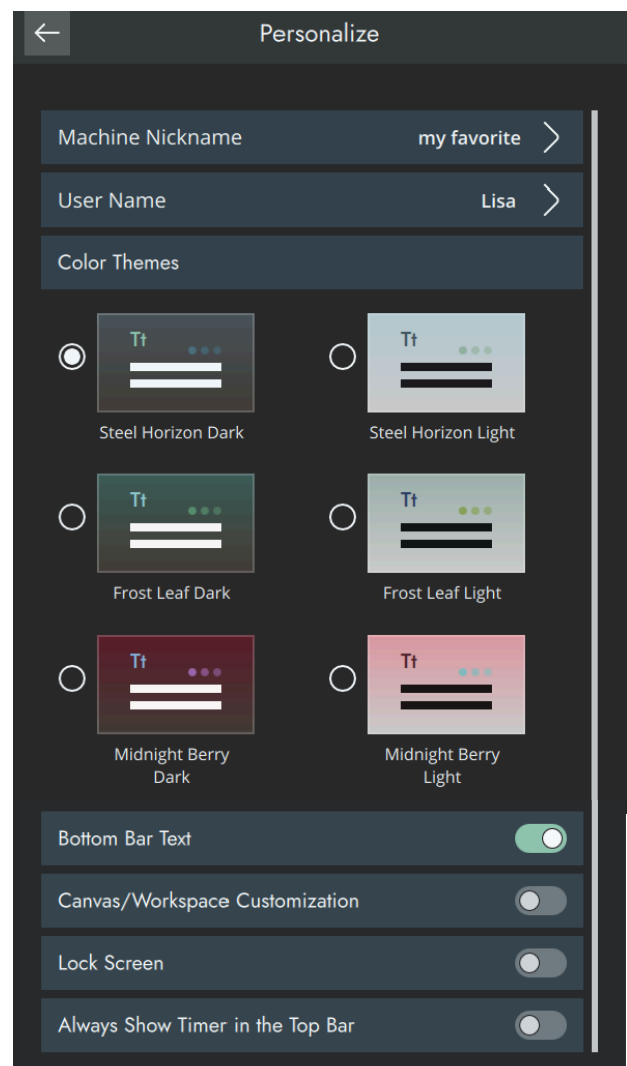 Personalize
Machine Nickname my favorite
User Name Lisa
Color Themes
Tt Tt
Steel Horizon Dark Steel Horizon Light
Tt Tt
Frost Leaf Dark Frost Leaf Light
Tt Tt
Midnight Berry Dark
Midnight Berry Light
Bottom Bar Text
Canvas/Workspace Customization
Lock Screen
Always Show Timer in the Top Bar